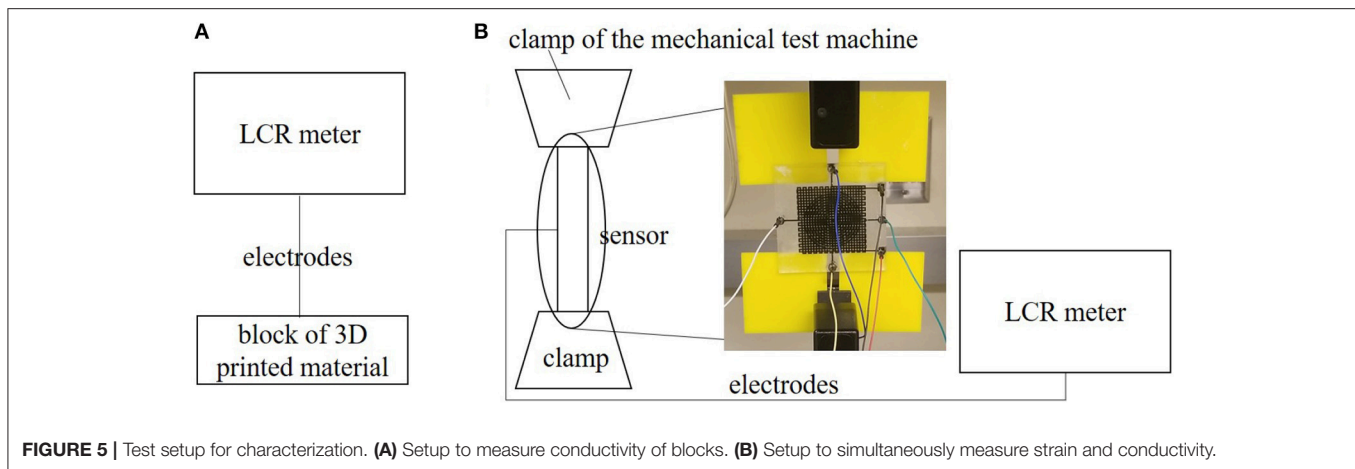 A
LCR meter
electrodes
block of 3D
printed material
B
clamp of the mechanical test machine
sensor
clamp
electrodes
LCR meter
FIGURE 5 | Test setup for characterization. (A) Setup to measure conductivity of blocks. (B) Setup to simultaneously measure strain and conductivity.